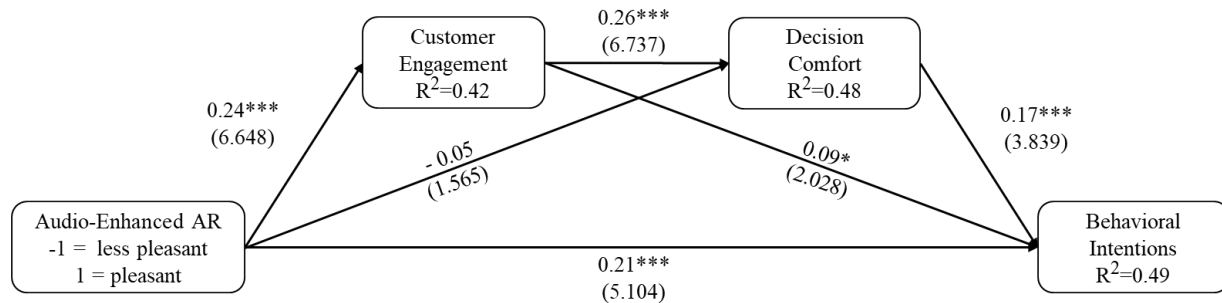 0.26***
(6.737)
Customer
Engagement
R²=0.42
Decision
Comfort
R²=0.48
0.24***
(6.648)
0.17***
(3.839)
- 0.05
(1.565)
0.09*
(2.028)
Audio-Enhanced AR
-1 = less pleasant
1 = pleasant
Behavioral
Intentions
R²=0.49
0.21***
(5.104)